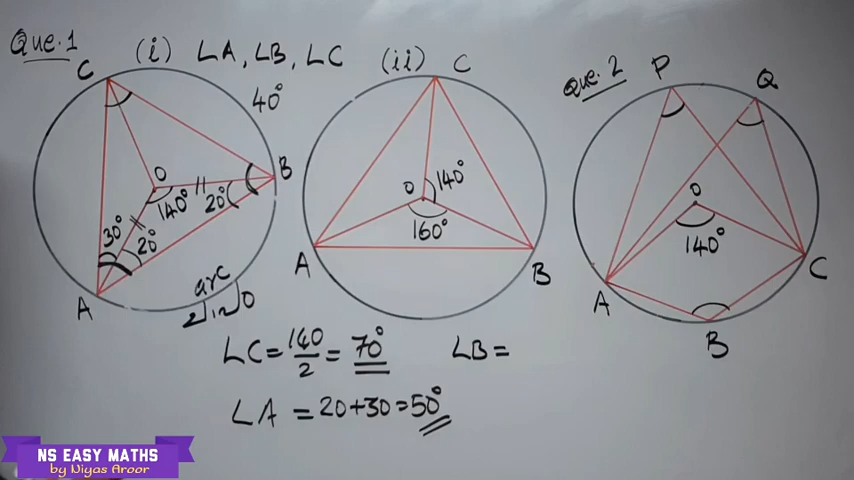 Que.1 (i) ∠A, ∠B, ∠C (ii)
Que. 2
C
40°
B
O
140°
20°
30°
20°
A
arc
C
O
140°
160°
A
B
P
Q
O
140°
A
C
B
∠C = 140/2 = 70° ∠B =
∠A = 20+30 = 50°
NS EASY MATHS
by Niyas Aroor